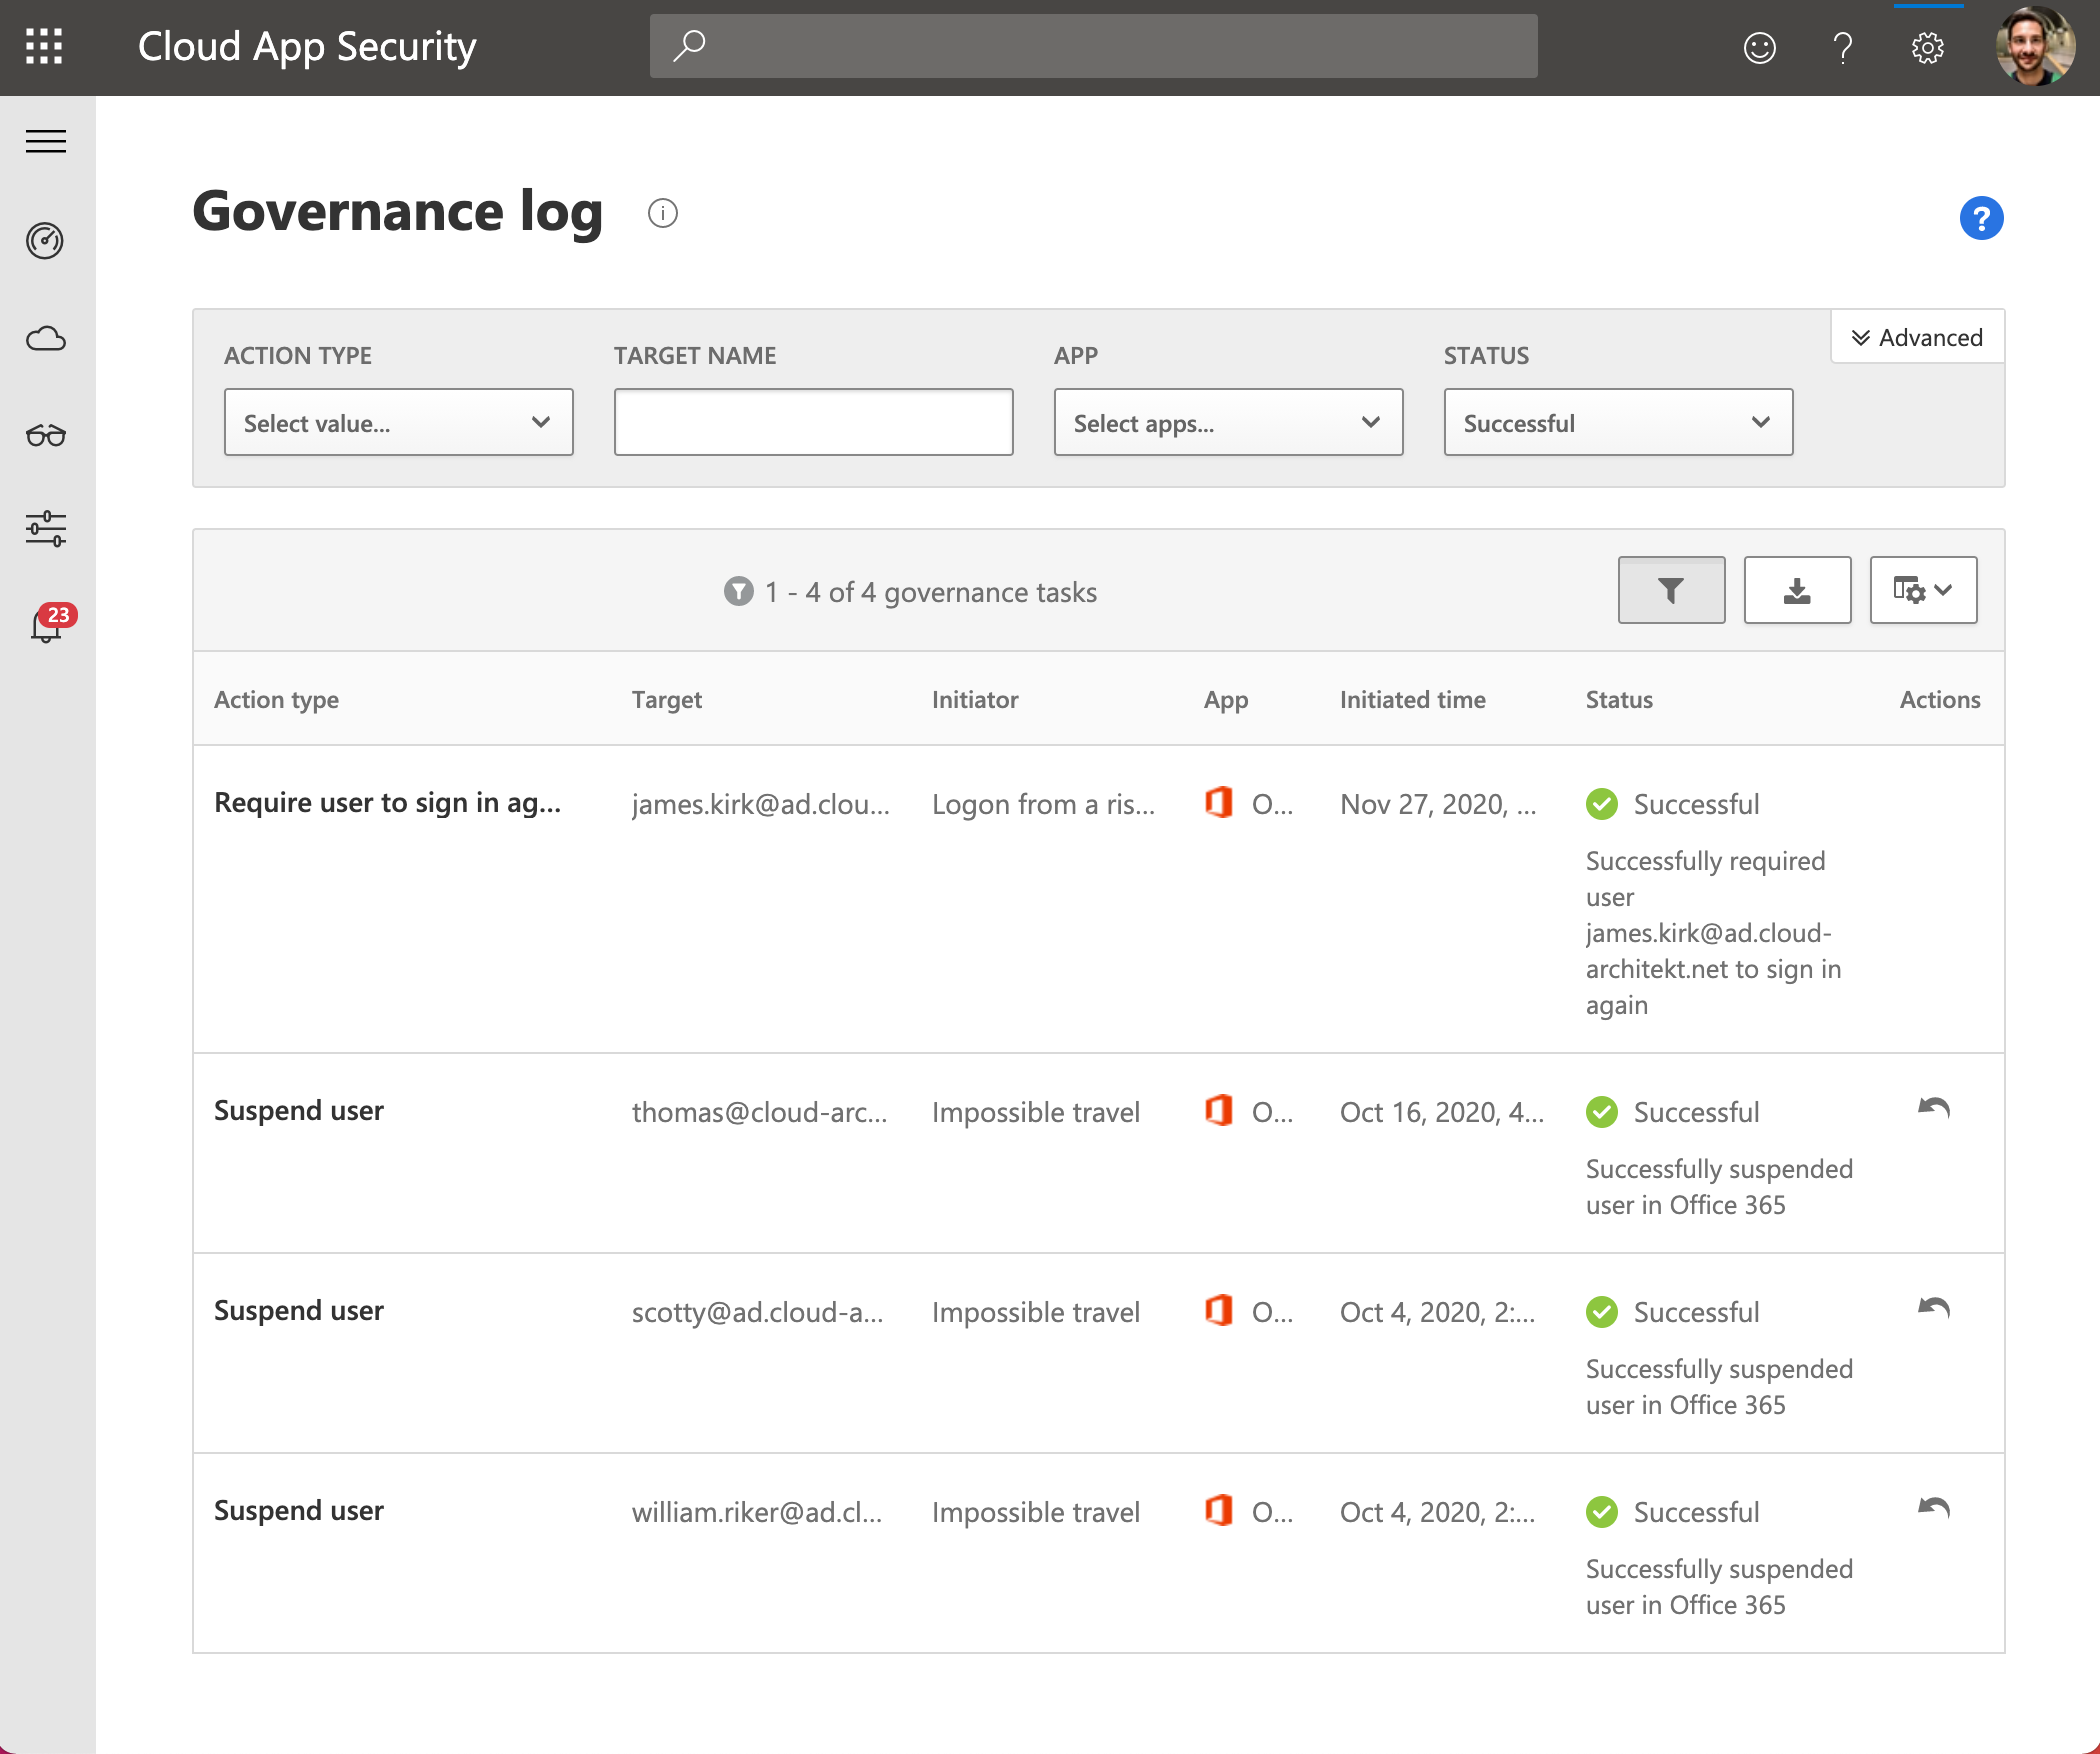 Cloud App Security
Governance log
Advanced
ACTION TYPE TARGET NAME APP STATUS
Select value... Select apps... Successful
1 - 4 of 4 governance tasks
Action type Target Initiator App Initiated time Status Actions
Require user to sign in ag... james.kirk@ad.clou... Logon from a ris... O... Nov 27, 2020, ... Successful
Successfully required
user
james.kirk@ad.cloud-
architekt.net to sign in
again
23
Suspend user thomas@cloud-arc... Impossible travel O... Oct 16, 2020, 4... Successful
Successfully suspended
user in Office 365
Suspend user scotty@ad.cloud-a... Impossible travel O... Oct 4, 2020, 2:... Successful
Successfully suspended
user in Office 365
Suspend user william.riker@ad.cl... Impossible travel O... Oct 4, 2020, 2:... Successful
Successfully suspended
user in Office 365